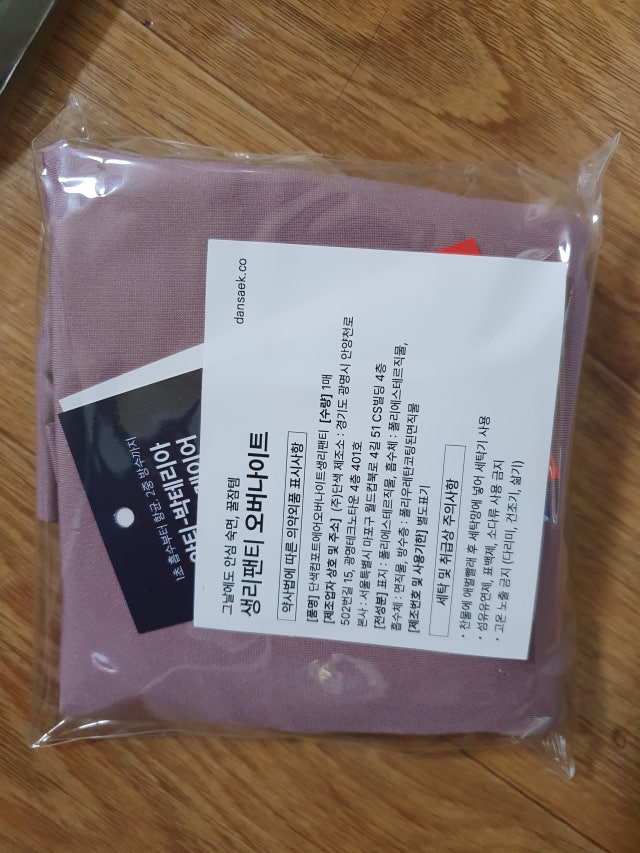 dansaek.co
그날에도 안심 숙면, 꿀잠템
생리팬티 오버나이트
약사법에 따른 의약외품 표시사항
[품명] 단색컴포트에어오버나이트생리팬티 [수량] 1매
[제조업자 상호 및 주소] (주)단색 제조소 : 경기도 광명시 안양천로
502번길 15, 광명테크노타운 4층 401호
본사 : 서울특별시 마포구 월드컵북로 4길 51 CS빌딩 4층
[전성분] 표지 : 폴리에스테르직물, 흡수체 : 폴리에스테르직물,
흡수체 : 면직물, 방수층 : 폴리우레탄코팅된면직물
[제조번호 및 사용기한] 별도표기
세탁 및 취급상 주의사항
• 찬물에 애벌빨래 후 세탁망에 넣어 세탁기 사용
• 섬유유연제, 표백제, 소다류 사용 금지
• 고온 노출 금지 (다리미, 건조기, 삶기)
1초 흡수부터 항균, 2중 방수까지
안티-박테리아
레이어